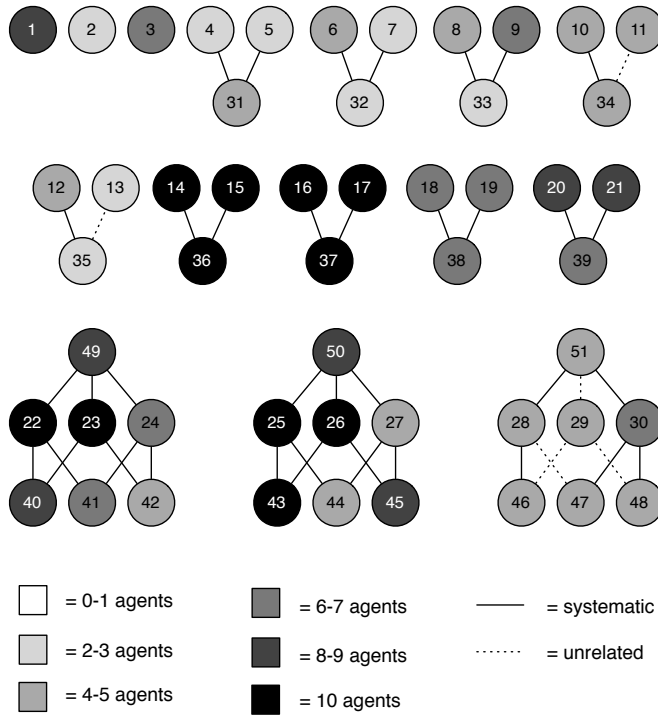 1 2 3 4 5 6 7 8 9 10 11
31 32 33 34
12 13 14 15 16 17 18 19 20 21
35 36 37 38 39
49 50 51
22 23 24 25 26 27 28 29 30
40 41 42 43 44 45 46 47 48
= 0-1 agents = 6-7 agents = systematic
= 2-3 agents = 8-9 agents = unrelated
= 4-5 agents = 10 agents